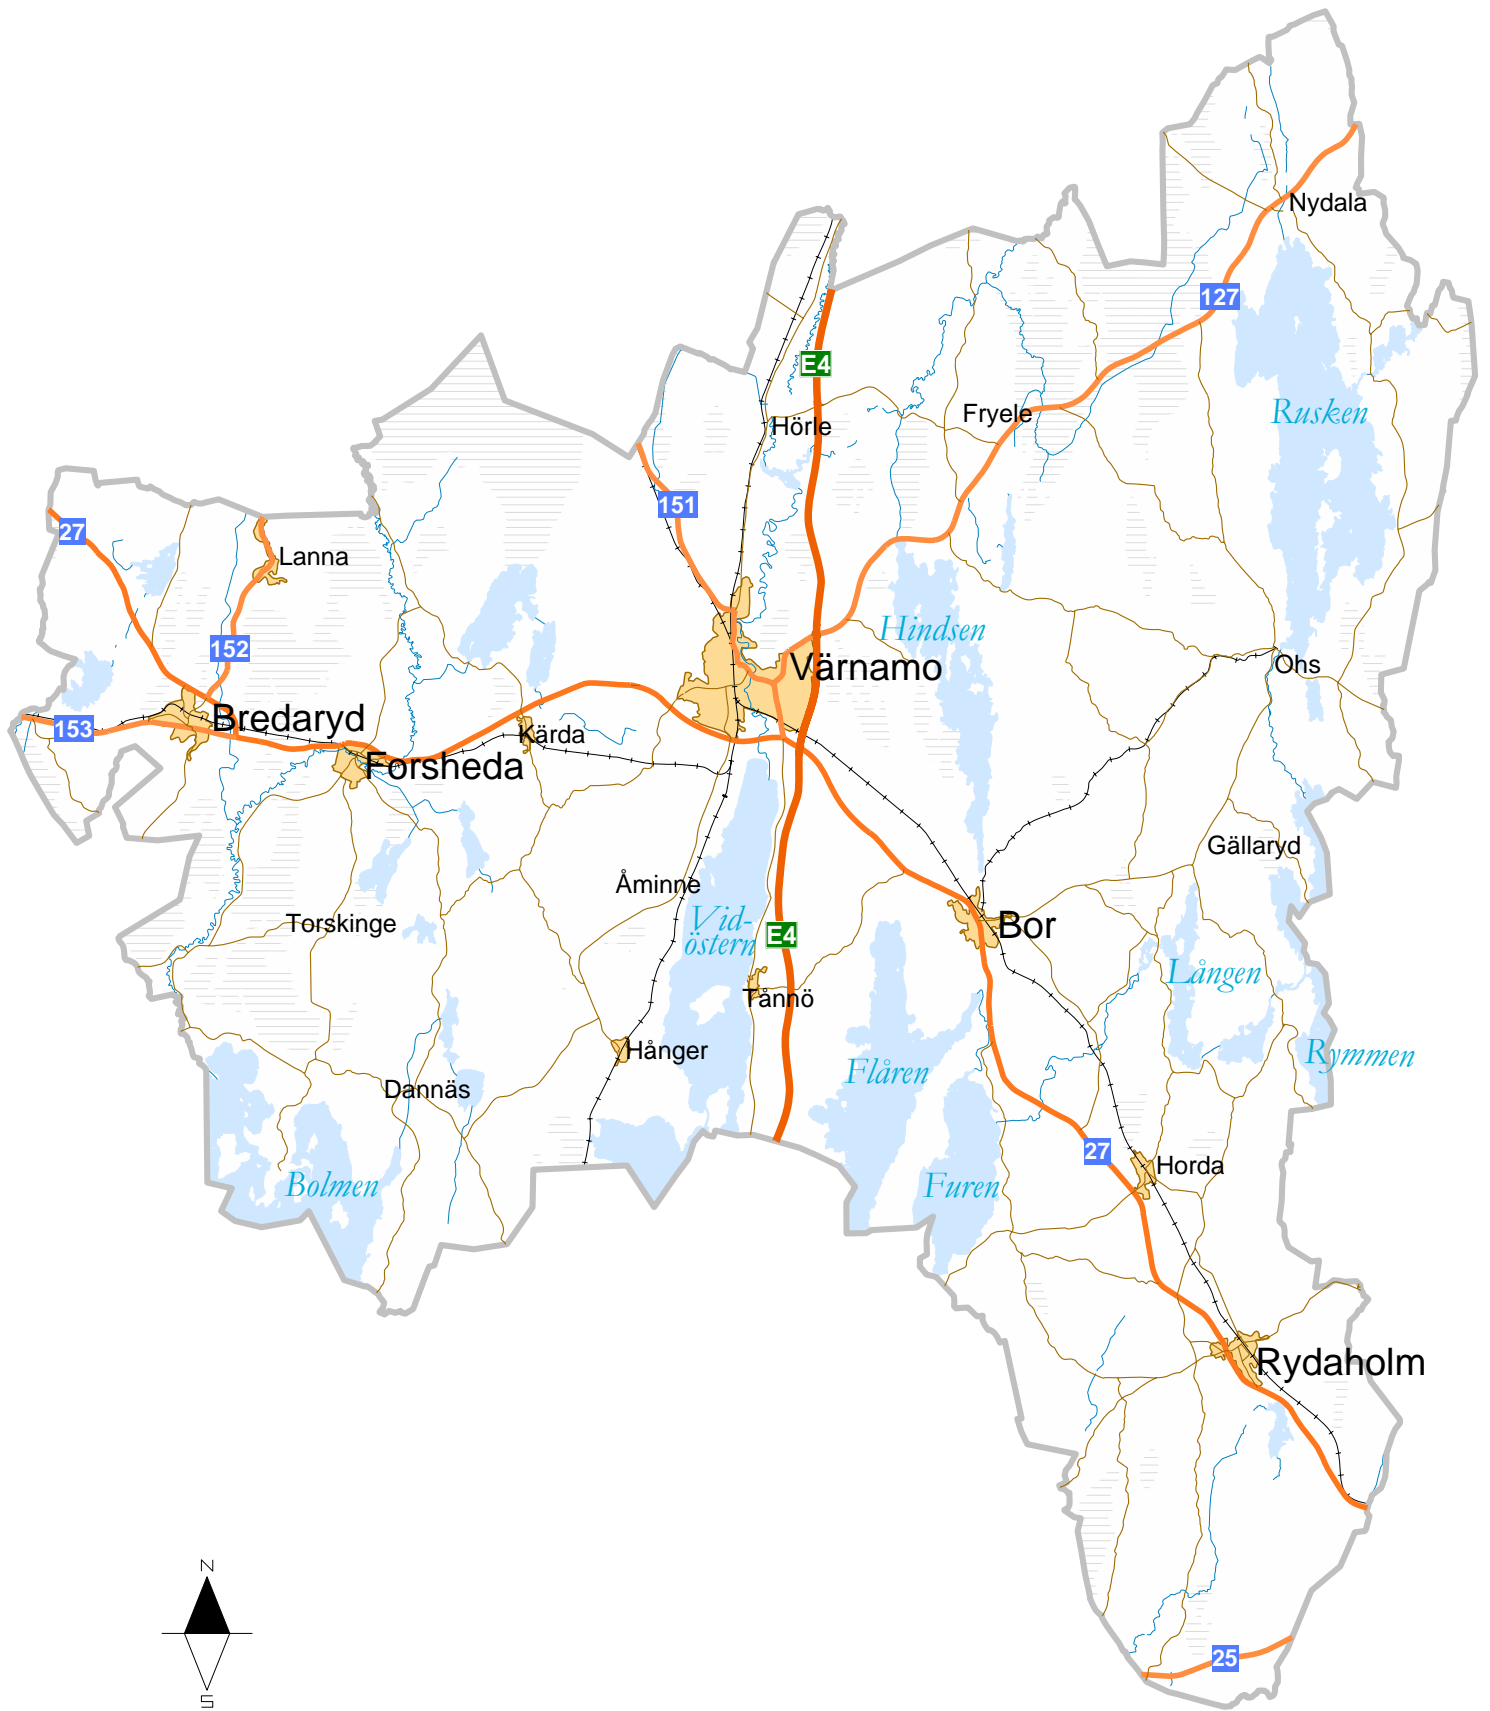 Nydala
127
E4
Rusken
Fryele
Hörle
151
27
Lanna
Hindsen
152
Värnamo
Ohs
Bredaryd
153
Kärda
Forsheda
Gällaryd
Åminne
Torskinge
Vid-
östern
E4
Bor
Lången
Tånnö
Hånger
Rymmen
Flåren
Dannäs
27
Horda
Bolmen
Furen
Rydaholm
N
S
25